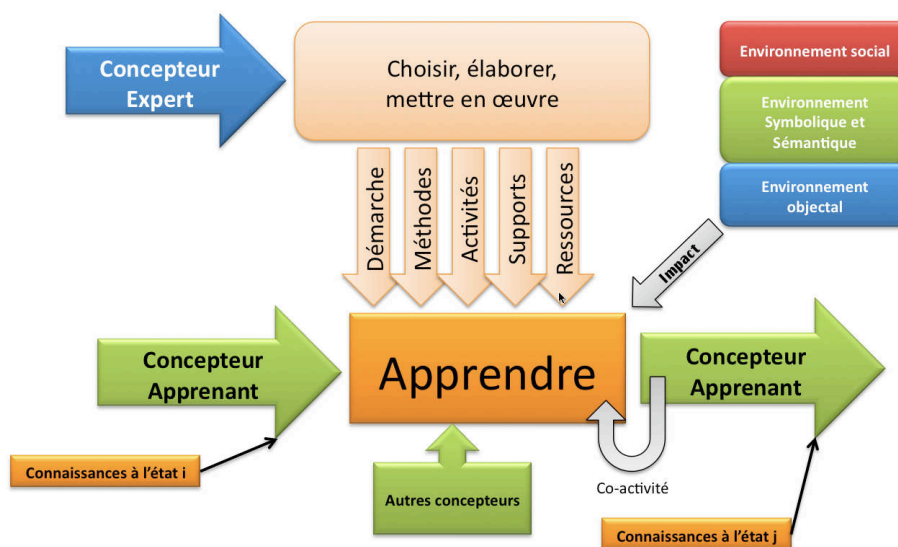 Concepteur
Expert
Choisir, élaborer,
mettre en œuvre
Environnement social
Environnement
Symbolique et
Sémantique
Environnement
objectal
Démarche
Méthodes
Activités
Supports
Ressources
Impact
Concepteur
Apprenant
Apprendre
Concepteur
Apprenant
Connaissances à l'état i
Autres concepteurs
Co-activité
Connaissances à l'état j